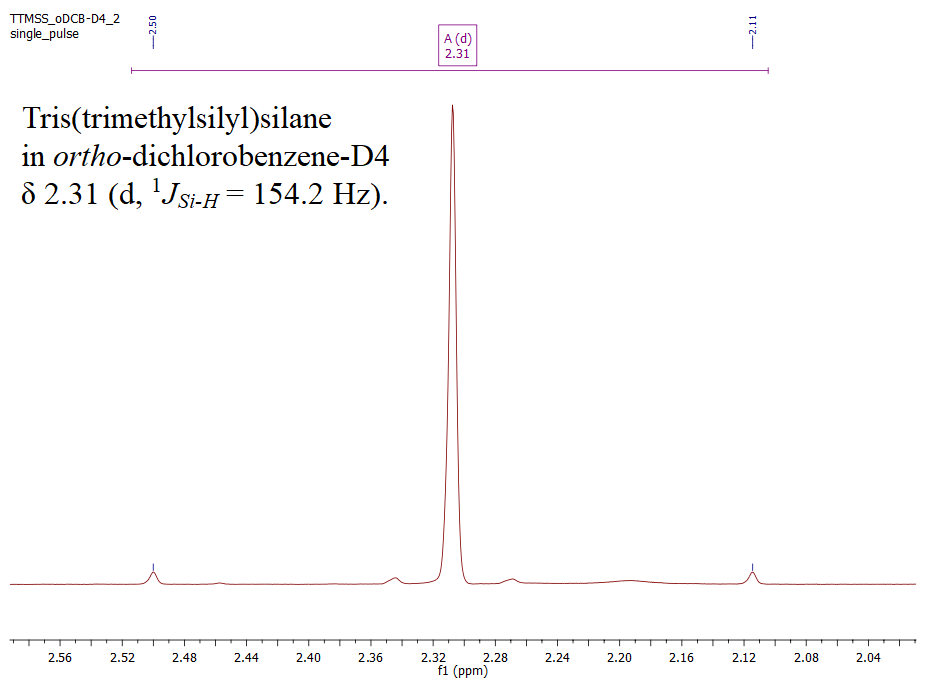 TTMSS_oDCB-D4_2
single_pulse
2.50
A (d)
2.31
2.11
Tris(trimethylsilyl)silane
in ortho-dichlorobenzene-D4
δ 2.31 (d, ¹J_Si-H = 154.2 Hz).
2.56 2.52 2.48 2.44 2.40 2.36 2.32 2.28 2.24 2.20 2.16 2.12 2.08 2.04
f1 (ppm)